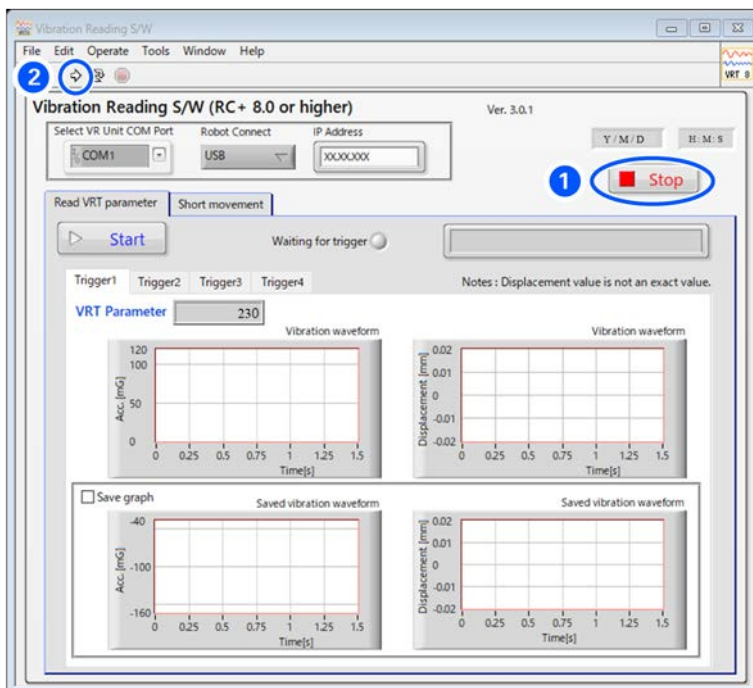 Vibration Reading S/W
File Edit Operate Tools Window Help
2
VRT 8
Vibration Reading S/W (RC+ 8.0 or higher)
Ver. 3.0.1
Select VR Unit COM Port Robot Connect IP Address
Y/M/D H:M:S
COM1 USB XXXXXXX
1 Stop
Read VRT parameter Short movement
Start Waiting for trigger
Trigger1 Trigger2 Trigger3 Trigger4 Notes : Displacement value is not an exact value.
VRT Parameter 230
Vibration waveform
120
100
50
0
Acc. [mG]
0 0.25 0.5 0.75 1 1.25 1.5
Time[s]
Vibration waveform
0.02
0.01
0
-0.01
-0.02
Displacement [mm]
0 0.25 0.5 0.75 1 1.25 1.5
Time[s]
Save graph
Saved vibration waveform
-40
-100
-160
Acc. [mG]
0 0.25 0.5 0.75 1 1.25 1.5
Time[s]
Saved vibration waveform
0.02
0.01
0
-0.01
-0.02
Displacement [mm]
0 0.25 0.5 0.75 1 1.25 1.5
Time[s]